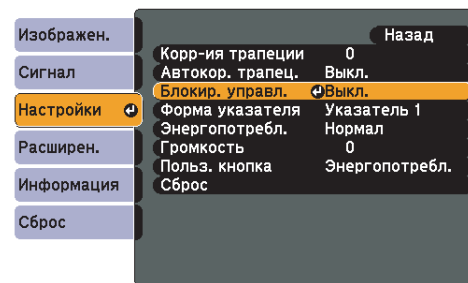 Изображен.
Сигнал
Настройки
Расширен.
Информация
Сброс
Назад
Корр-ия трапеции 0
Автокор. трапец. Выкл.
Блокир. управл. Выкл.
Форма указателя Указатель 1
Энергопотребл. Нормал
Громкость 0
Польз. кнопка Энергопотребл.
Сброс